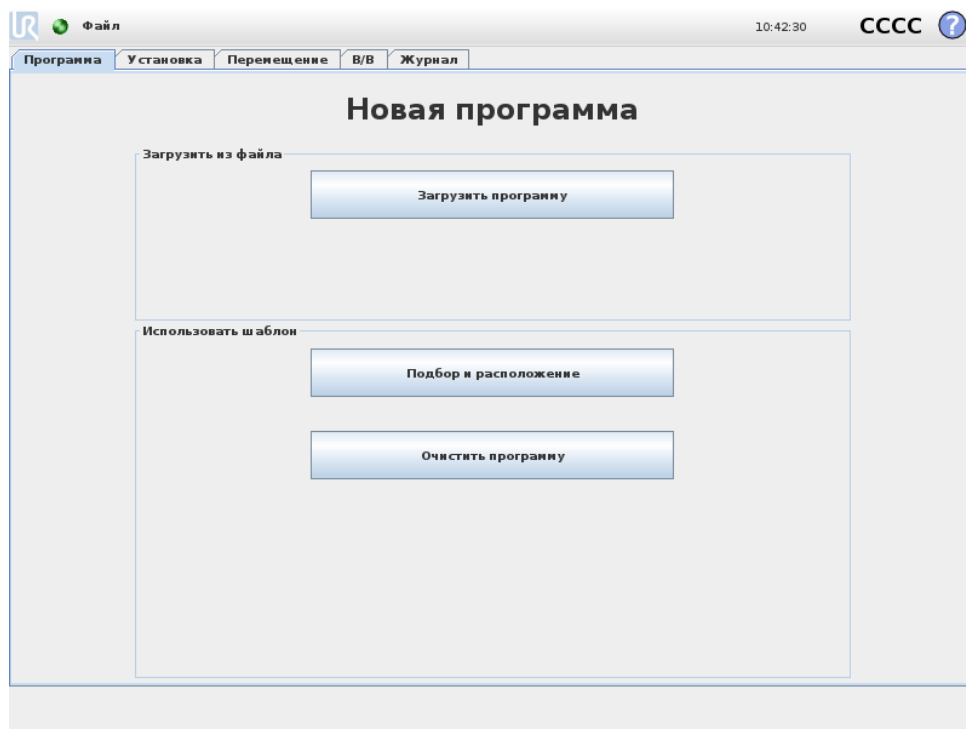 UR
Файл
10:42:30
CCCC
?
Программа
Установка
Перемещение
В/В
Журнал
Новая программа
Загрузить из файла
Загрузить программу
Использовать шаблон
Подбор и расположение
Очистить программу